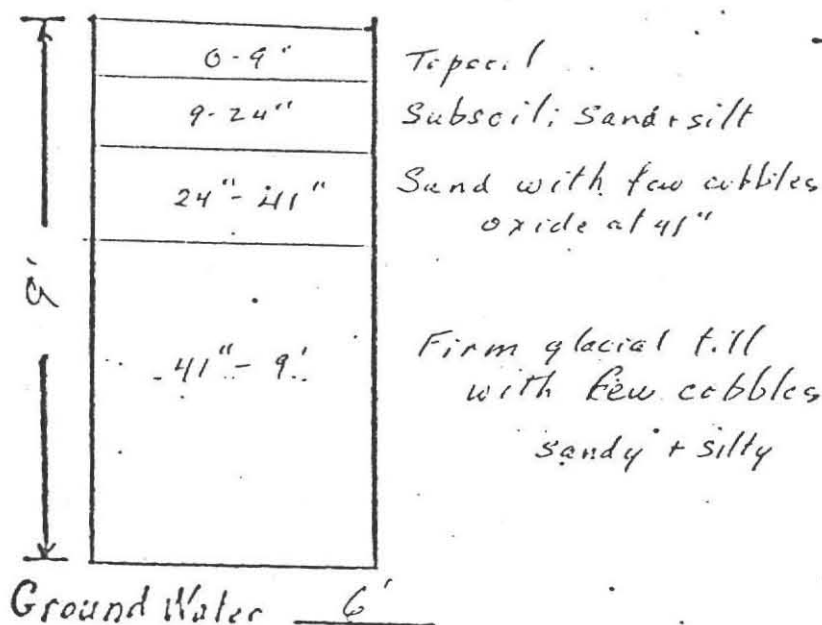 0-9" Topsoil
9-24" Subsoil; Sand + silt
24"-41" Sand with few cobbles
oxide at 41"
9'
41"-9' Firm glacial till
with few cobbles
sandy + silty
Ground Water 6'